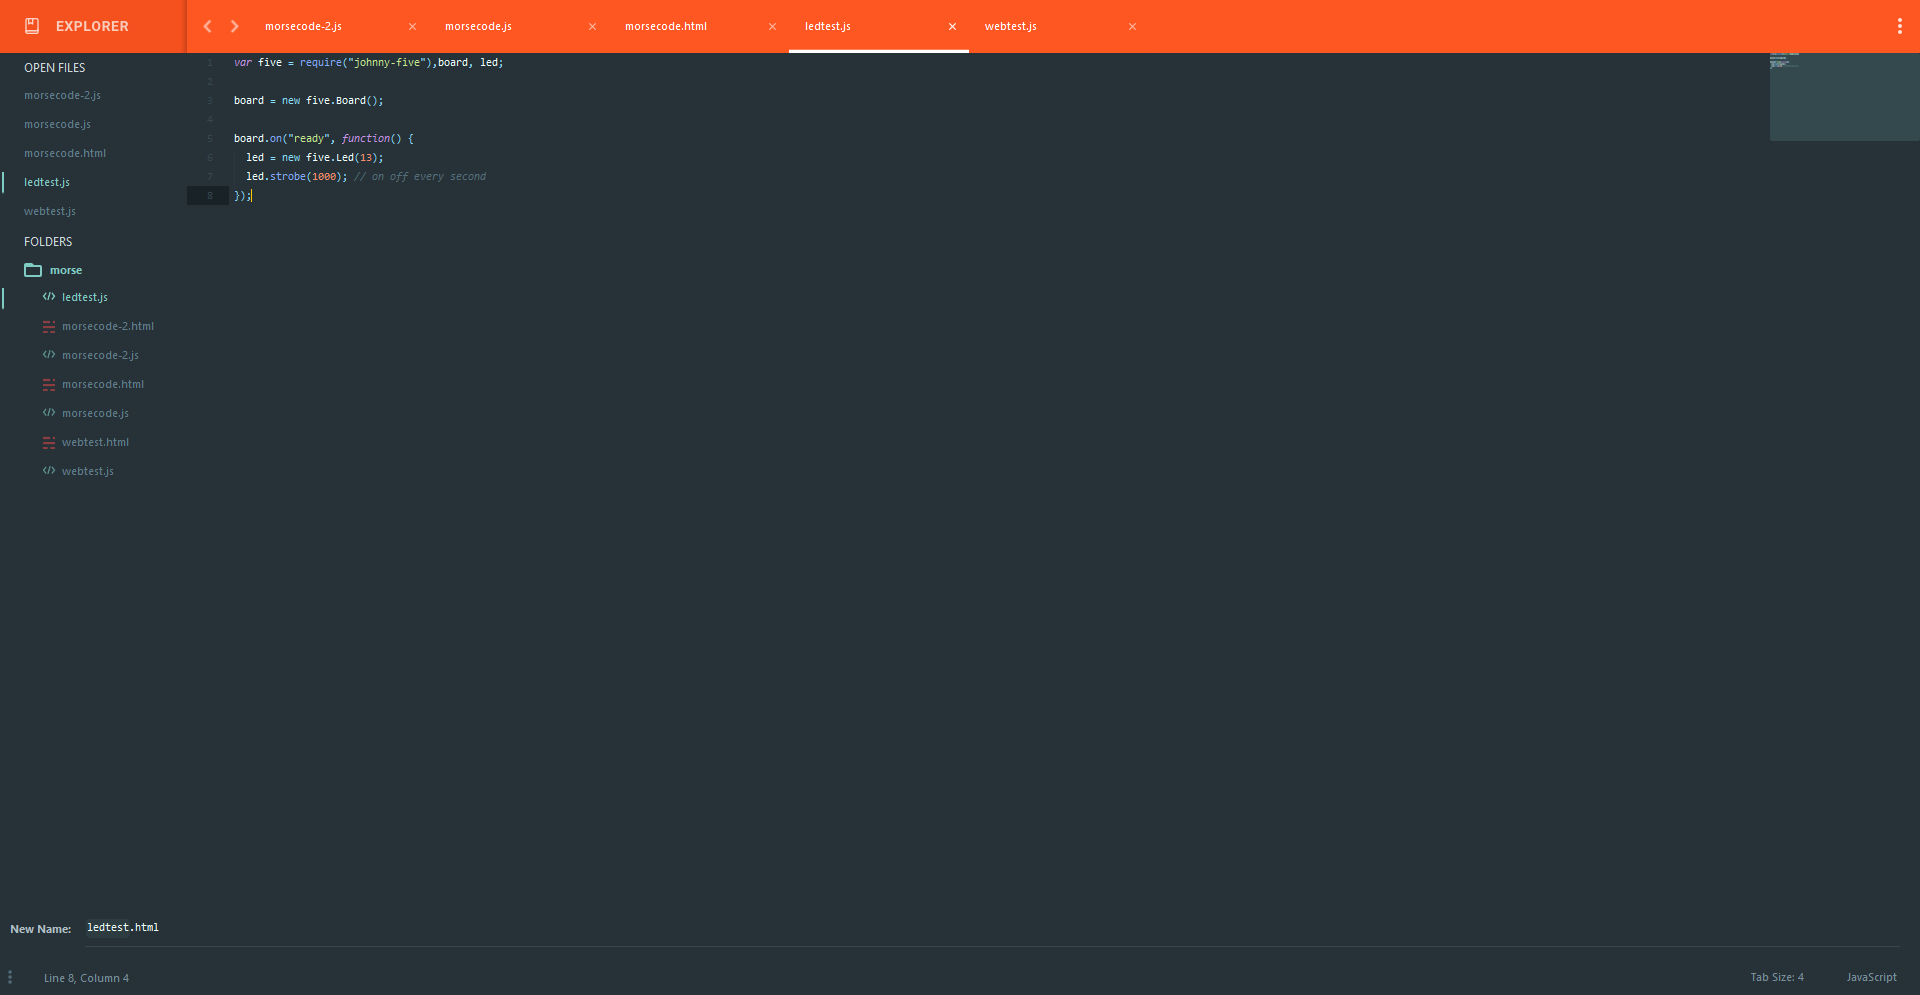 EXPLORER
morsecode-2.js × morsecode.js × morsecode.html × ledtest.js × webtest.js ×
OPEN FILES
morsecode-2.js
morsecode.js
morsecode.html
ledtest.js
webtest.js
FOLDERS
morse
</> ledtest.js
morsecode-2.html
</> morsecode-2.js
morsecode.html
</> morsecode.js
webtest.html
</> webtest.js
1 var five = require("johnny-five"),board, led;
2
3 board = new five.Board();
4
5 board.on("ready", function() {
6   led = new five.Led(13);
7   led.strobe(1000); // on off every second
8 });
New Name: ledtest.html
Line 8, Column 4
Tab Size: 4
JavaScript